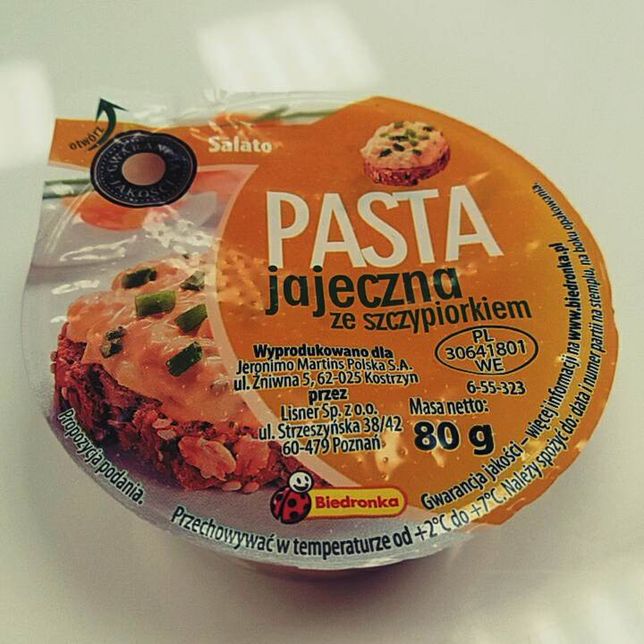 otwórz
GWARANCJA
JAKOŚCI
Salato
PASTA
jajeczna
ze szczypiorkiem
Wyprodukowano dla
Jeronimo Martins Polska S.A.
ul. Żniwna 5, 62-025 Kostrzyn
przez
Lisner Sp. z o.o.
ul. Strzeszyńska 38/42
60-479 Poznań
PL
30641801
WE
6-55-323
Masa netto:
80 g
Propozycja podania.
Biedronka
Przechowywać w temperaturze od +2°C do +7°C. Należy spożyć do: data i numer partii na stemplu, na boku opakowania.
Gwarancja jakości – więcej informacji na www.biedronka.pl